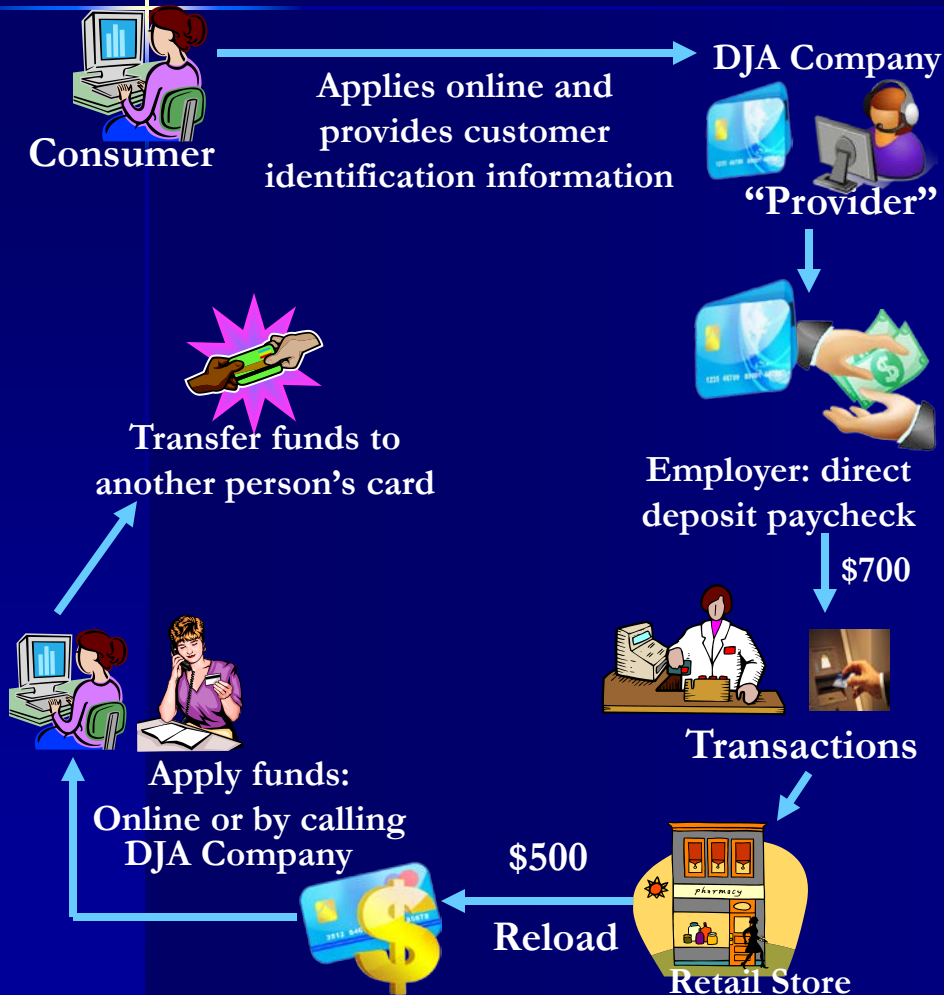 DJA Company
Applies online and
provides customer
identification information
Consumer
“Provider”
Transfer funds to
another person’s card
Employer: direct
deposit paycheck
$700
Transactions
Apply funds:
Online or by calling
DJA Company
$500
Reload
pharmacy
Retail Store